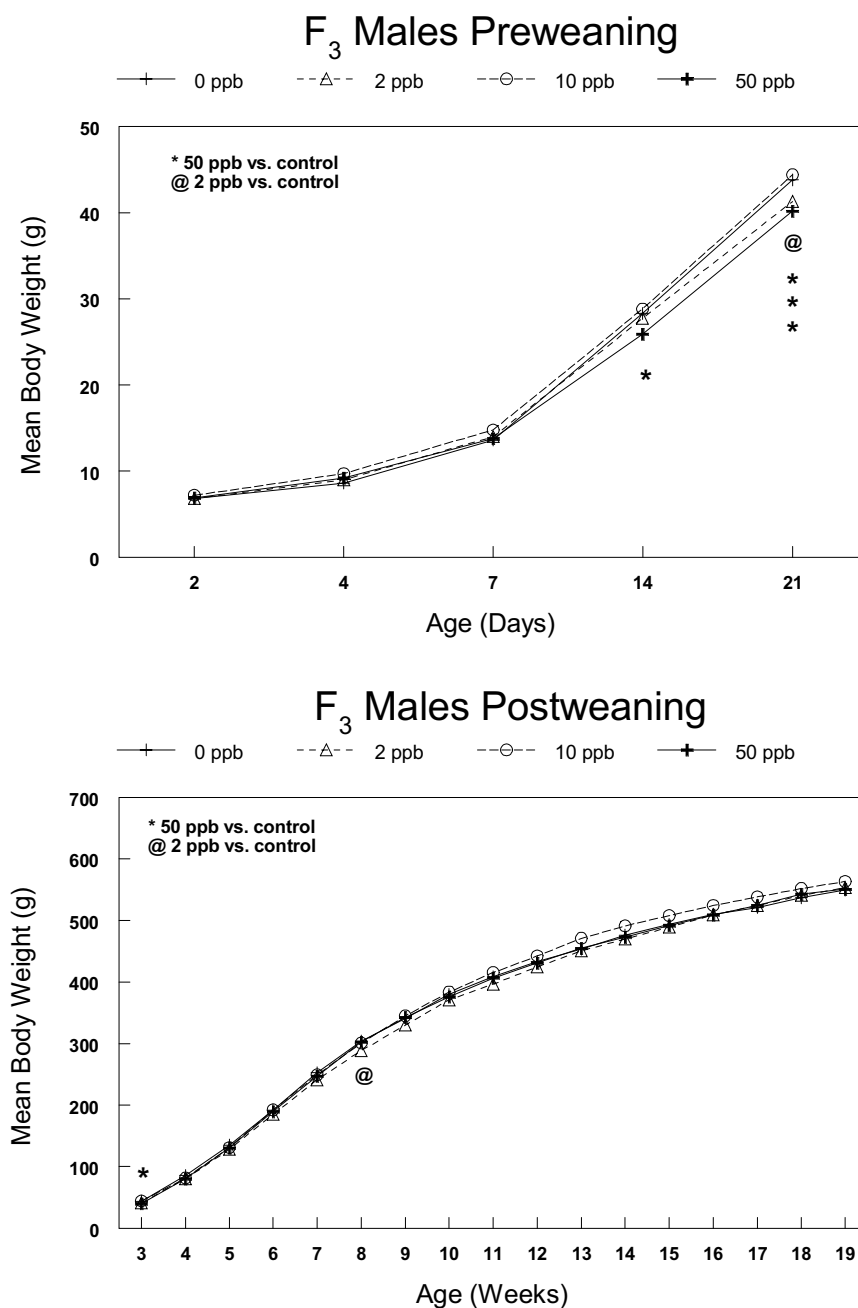 F₃ Males Preweaning
0 ppb 2 ppb 10 ppb 50 ppb
50
* 50 ppb vs. control
@ 2 ppb vs. control
40
@
*
30
*
*
*
20
10
0
2 4 7 14 21
Mean Body Weight (g)
Age (Days)
F₃ Males Postweaning
0 ppb 2 ppb 10 ppb 50 ppb
700
* 50 ppb vs. control
@ 2 ppb vs. control
600
500
400
300
@
200
100
*
0
3 4 5 6 7 8 9 10 11 12 13 14 15 16 17 18 19
Mean Body Weight (g)
Age (Weeks)